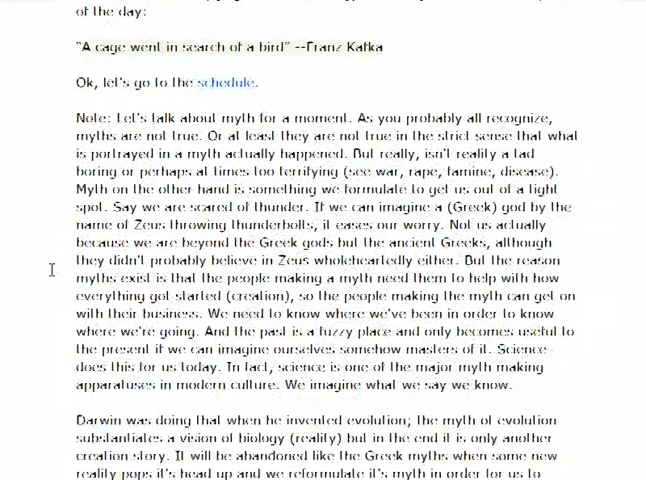 of the day:
"A cage went in search of a bird" --Franz Kafka
Ok, let's go to the schedule.
Note: Let's talk about myth for a moment. As you probably all recognize,
myths are not true. Or at least they are not true in the strict sense that what
is portrayed in a myth actually happened. But really, isn't reality a tad
boring or perhaps at times too terrifying (see war, rape, famine, disease).
Myth on the other hand is something we formulate to get us out of a tight
spot. Say we are scared of thunder. If we can imagine a (Greek) god by the
name of Zeus throwing thunderbolts, it eases our worry. Not us actually
because we are beyond the Greek gods but the ancient Greeks, although
they didn't probably believe in Zeus wholeheartedly either. But the reason
myths exist is that the people making a myth need them to help with how
everything got started (creation), so the people making the myth can get on
with their business. We need to know where we've been in order to know
where we're going. And the past is a fuzzy place and only becomes useful to
the present if we can imagine ourselves somehow masters of it. Science
does this for us today. In fact, science is one of the major myth making
apparatuses in modern culture. We imagine what we say we know.
Darwin was doing that when he invented evolution; the myth of evolution
substantiates a vision of biology (reality) but in the end it is only another
creation story. It will be abandoned like the Greek myths when some new
reality pops it's head up and we reformulate it's myth in order for us to